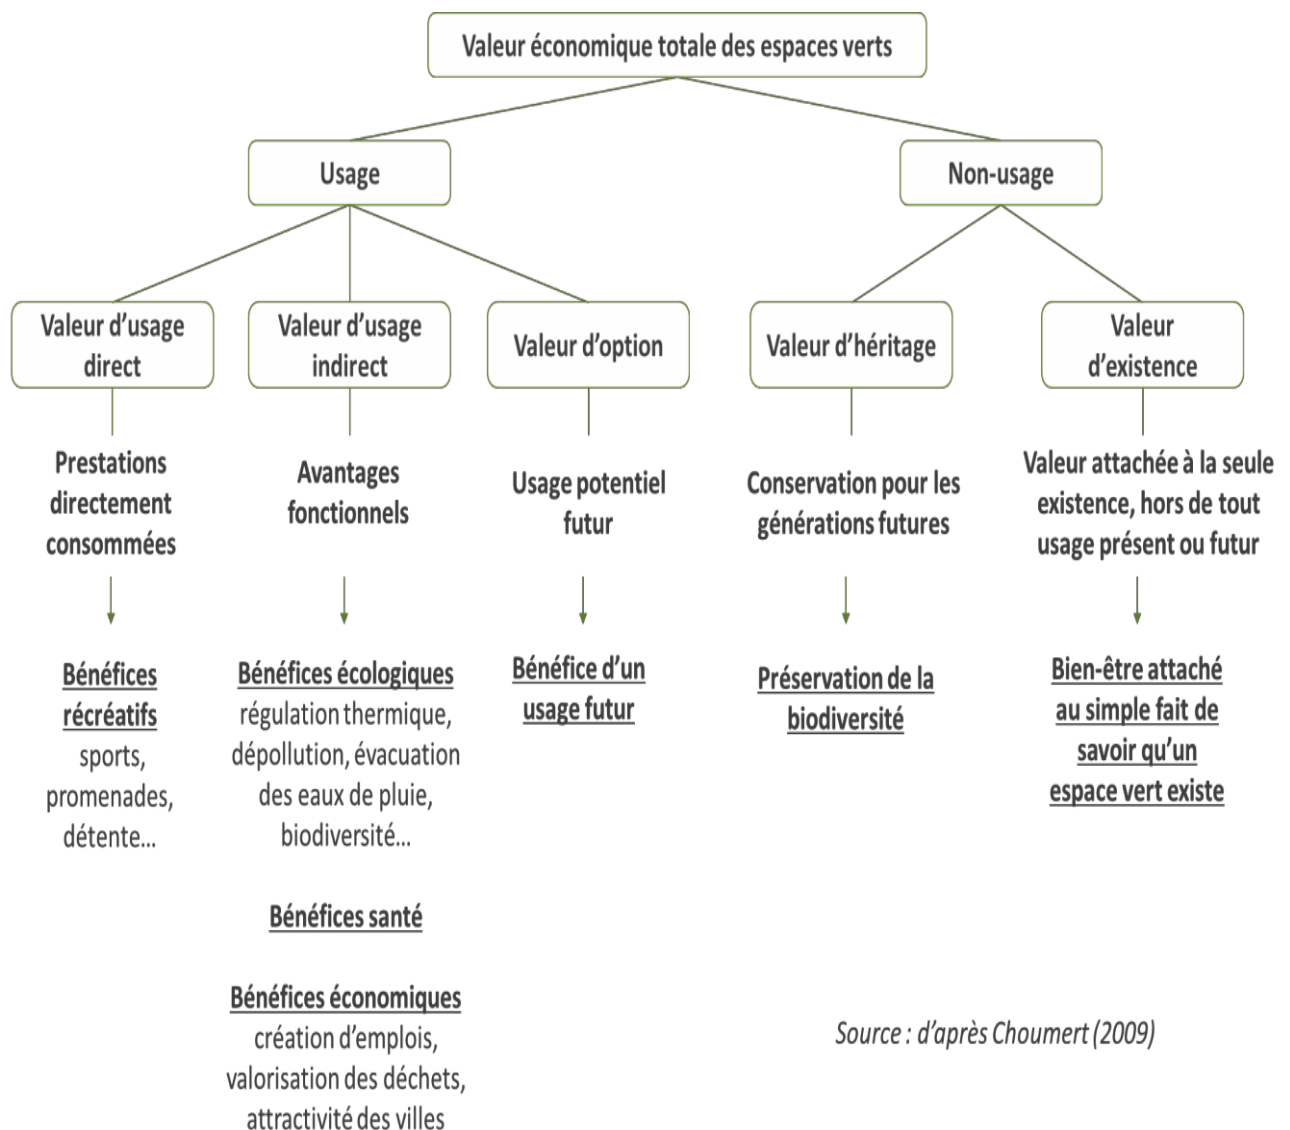 Valeur économique totale des espaces verts
Usage
Non-usage
Valeur d’usage
direct
Valeur d’usage
indirect
Valeur d’option
Valeur d’héritage
Valeur
d’existence
Prestations
directement
consommées
Avantages
fonctionnels
Usage potentiel
futur
Conservation pour les
générations futures
Valeur attachée à la seule
existence, hors de tout
usage présent ou futur
Bénéfices
récréatifs
sports,
promenades,
détente...
Bénéfices écologiques
régulation thermique,
dépollution, évacuation
des eaux de pluie,
biodiversité...
Bénéfices santé
Bénéfices économiques
création d’emplois,
valorisation des déchets,
attractivité des villes
Bénéfice d’un
usage futur
Préservation de la
biodiversité
Bien-être attaché
au simple fait de
savoir qu’un
espace vert existe
Source : d’après Choumert (2009)